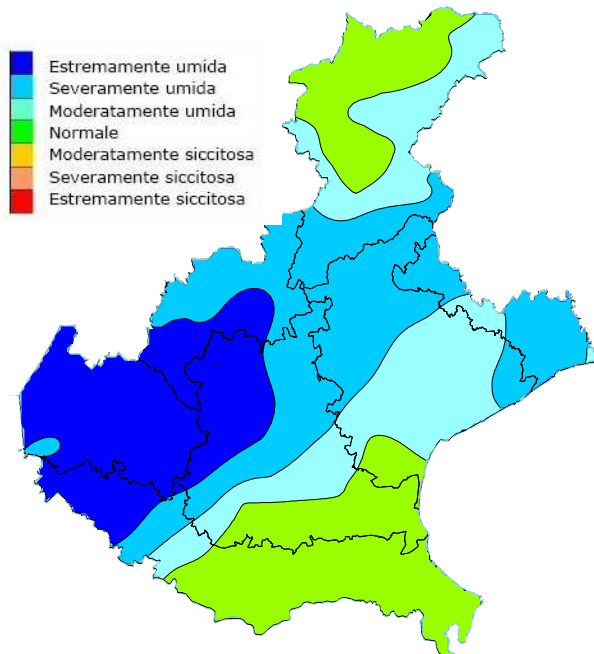 Estremamente umida
Severamente umida
Moderatamente umida
Normale
Moderatamente siccitosa
Severamente siccitosa
Estremamente siccitosa